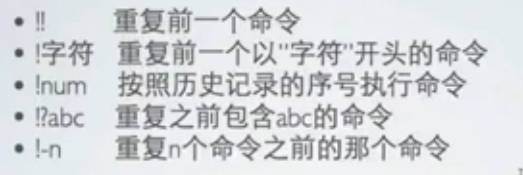 • !! 重复前一个命令
• !字符 重复前一个以"字符"开头的命令
• !num 按照历史记录的序号执行命令
• !?abc 重复之前包含abc的命令
• !-n 重复n个命令之前的那个命令